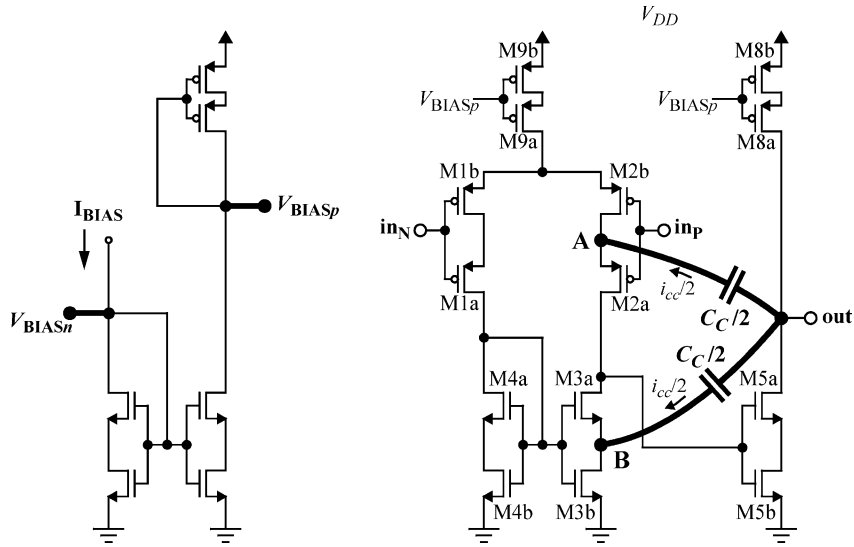 V_DD
M9b
M8b
V_BIASp
V_BIASp
M9a
M8a
M1b
M2b
V_BIASp
I_BIAS
in_N
in_P
A
i_cc/2
M1a
M2a
C_C/2
out
V_BIASn
C_C/2
i_cc/2
M4a
M3a
M5a
B
M4b
M3b
M5b